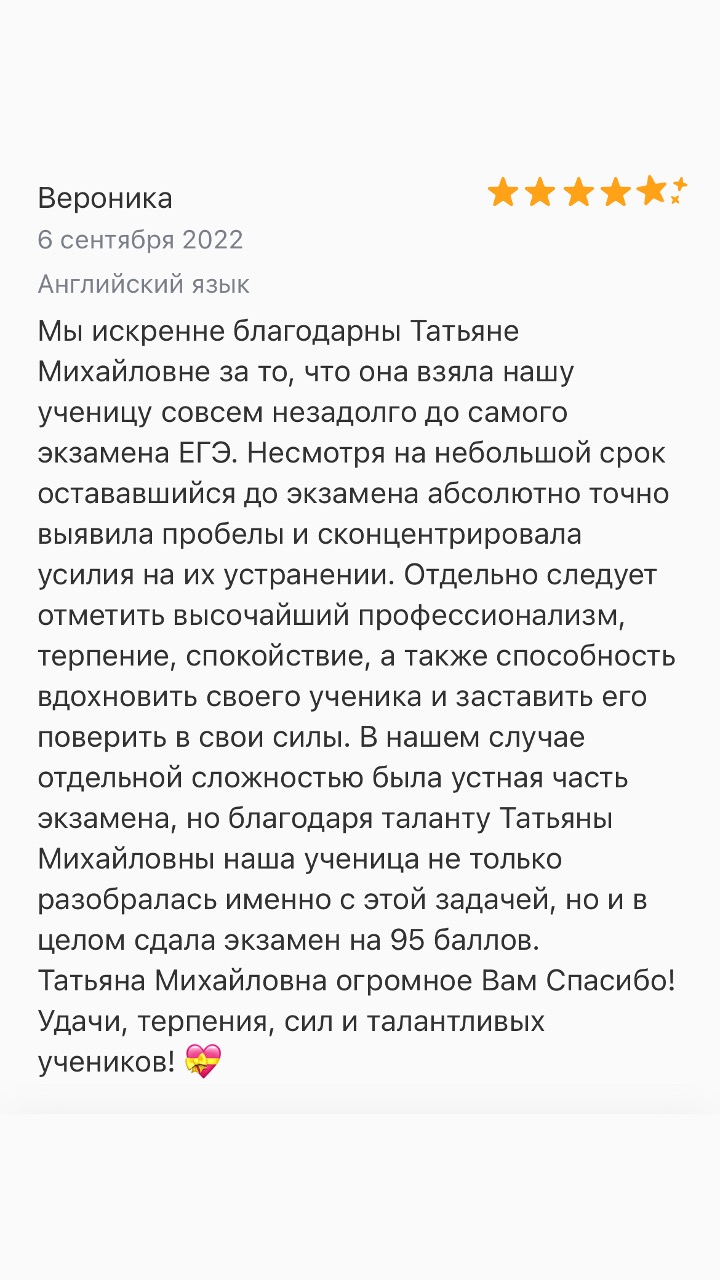 Вероника
6 сентября 2022
Английский язык
Мы искренне благодарны Татьяне
Михайловне за то, что она взяла нашу
ученицу совсем незадолго до самого
экзамена ЕГЭ. Несмотря на небольшой срок
остававшийся до экзамена абсолютно точно
выявила пробелы и сконцентрировала
усилия на их устранении. Отдельно следует
отметить высочайший профессионализм,
терпение, спокойствие, а также способность
вдохновить своего ученика и заставить его
поверить в свои силы. В нашем случае
отдельной сложностью была устная часть
экзамена, но благодаря таланту Татьяны
Михайловны наша ученица не только
разобралась именно с этой задачей, но и в
целом сдала экзамен на 95 баллов.
Татьяна Михайловна огромное Вам Спасибо!
Удачи, терпения, сил и талантливых
учеников! 💝